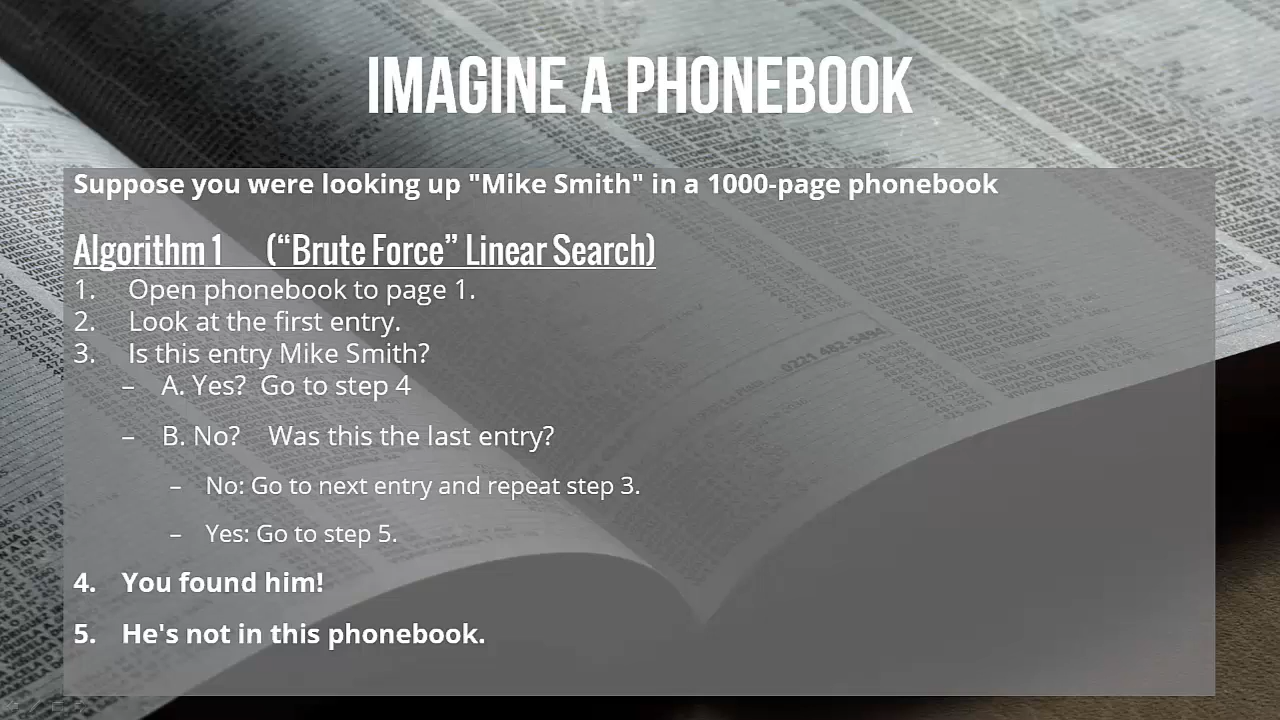 IMAGINE A PHONEBOOK
Suppose you were looking up "Mike Smith" in a 1000-page phonebook
Algorithm 1 (“Brute Force” Linear Search)
1. Open phonebook to page 1.
2. Look at the first entry.
3. Is this entry Mike Smith?
– A. Yes? Go to step 4
– B. No? Was this the last entry?
– No: Go to next entry and repeat step 3.
– Yes: Go to step 5.
4. You found him!
5. He's not in this phonebook.